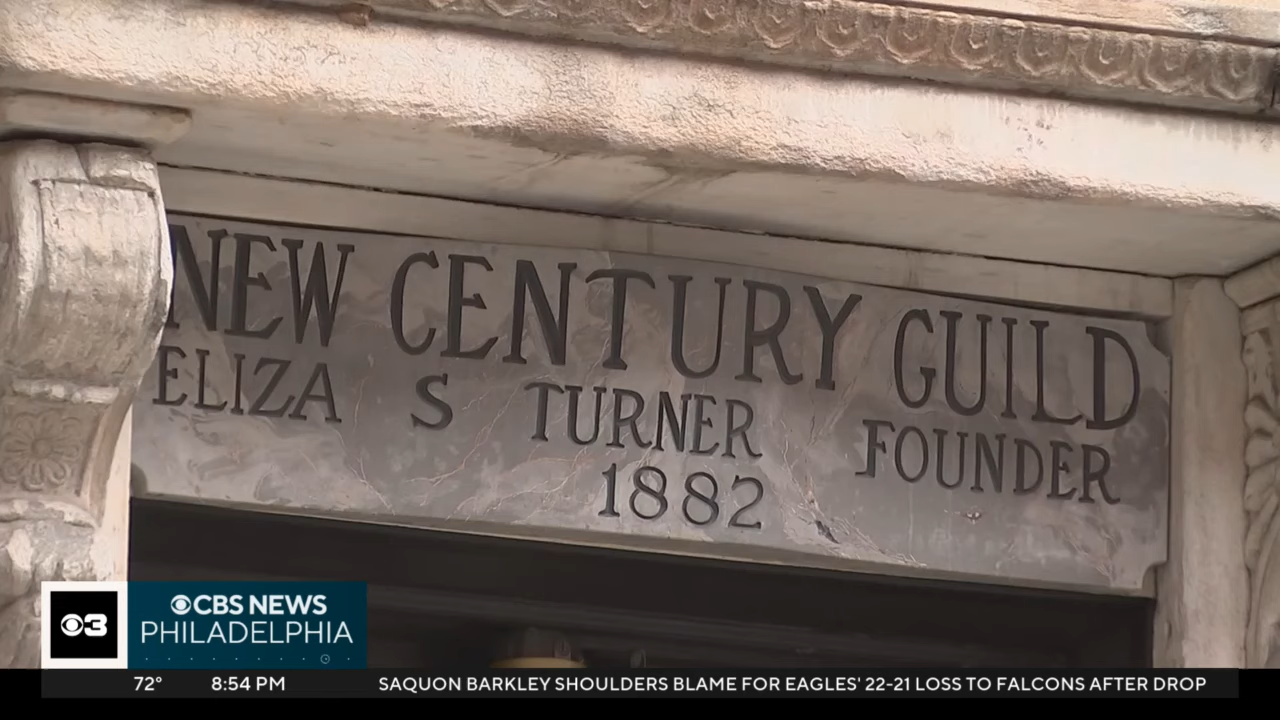 NEW CENTURY GUILD
ELIZA S TURNER FOUNDER
1882
3
CBS NEWS
PHILADELPHIA
72° 8:54 PM SAQUON BARKLEY SHOULDERS BLAME FOR EAGLES' 22-21 LOSS TO FALCONS AFTER DROP